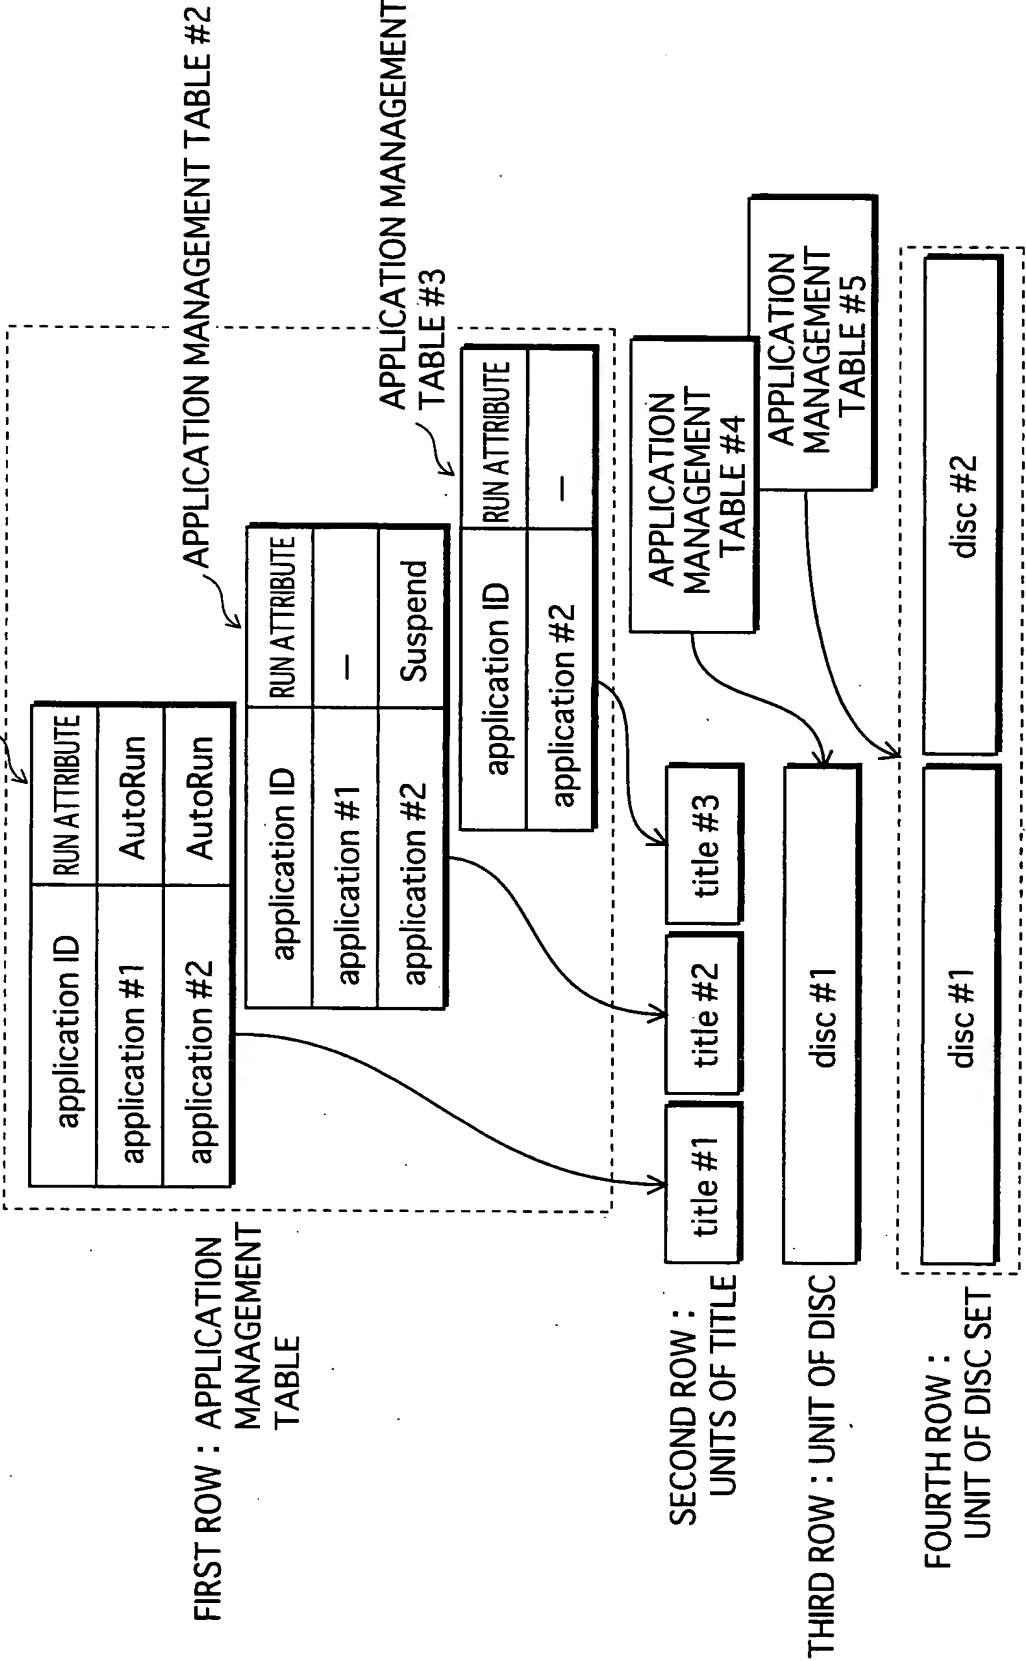 APPLICATION MANAGEMENT TABLE #2
APPLICATION MANAGEMENT
TABLE #3
FIRST ROW : APPLICATION
MANAGEMENT
TABLE
application ID RUN ATTRIBUTE
application #1 AutoRun
application #2 AutoRun
application ID RUN ATTRIBUTE
application #1 –
application #2 Suspend
application ID RUN ATTRIBUTE
application #2 –
SECOND ROW :
UNITS OF TITLE
title #1 title #2 title #3
APPLICATION
MANAGEMENT
TABLE #4
APPLICATION
MANAGEMENT
TABLE #5
THIRD ROW : UNIT OF DISC
disc #1
FOURTH ROW :
UNIT OF DISC SET
disc #1 disc #2